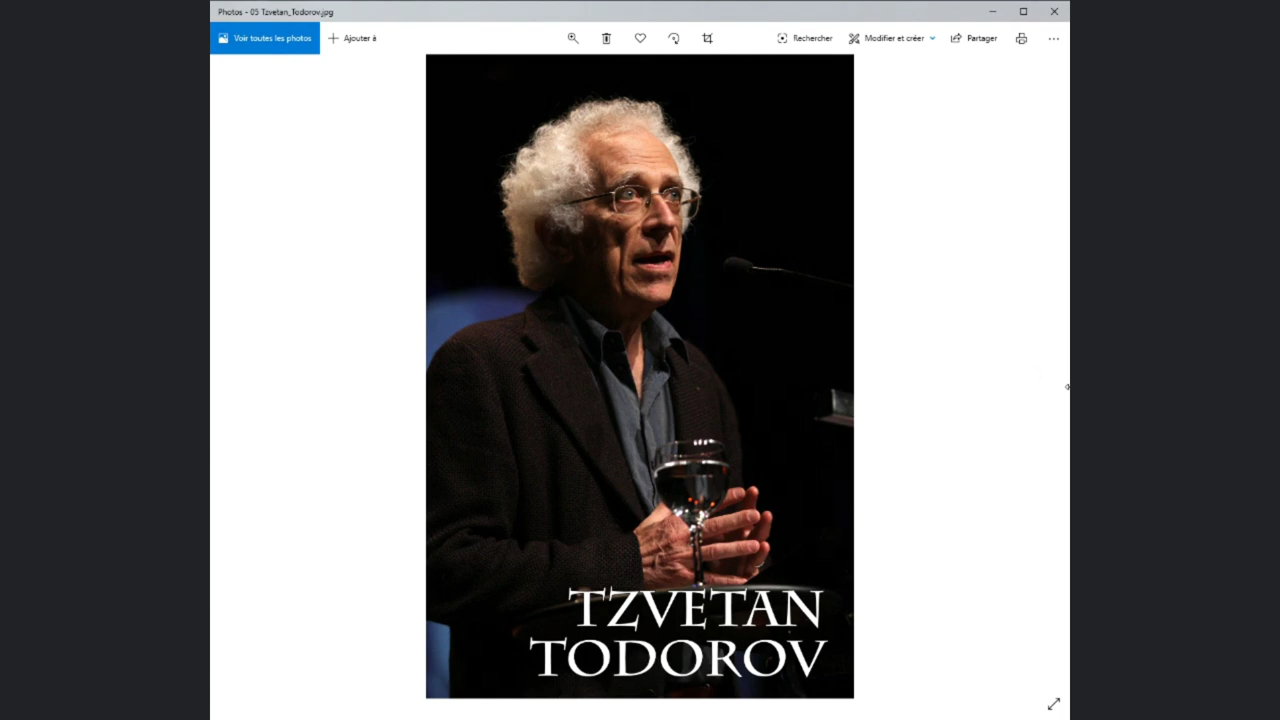 Photos - 05 Tzvetan_Todorov.jpg
Voir toutes les photos
Ajouter à
Rechercher
Modifier et créer
Partager
TZVETAN
TODOROV